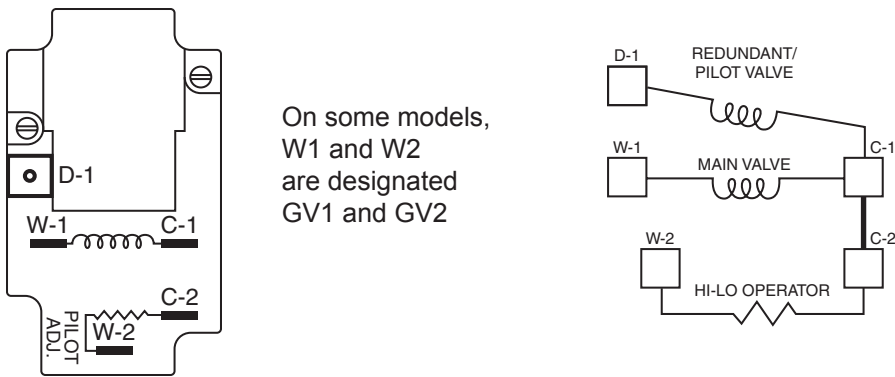 D-1
W-1 C-1
C-2
W-2
PILOT
ADJ.
On some models,
W1 and W2
are designated
GV1 and GV2
D-1
REDUNDANT/
PILOT VALVE
W-1
MAIN VALVE
C-1
W-2
C-2
HI-LO OPERATOR